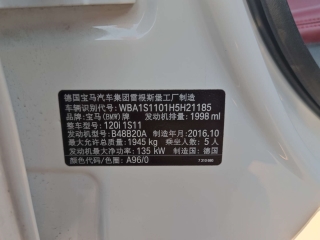 德国宝马汽车集团雷根斯堡工厂制造
车辆识别代号: WBA1S1101H5H21185
品牌: 宝马(BMW)牌 发动机排量: 1998 ml
整车型号: 120i 1S11
发动机型号: B48B20A 制造年月: 2016.10
最大允许总质量: 1945 kg 乘坐人数: 5 人
发动机最大净功率: 135 kW 制造国: 德国
颜色代码/色圈: A96/0